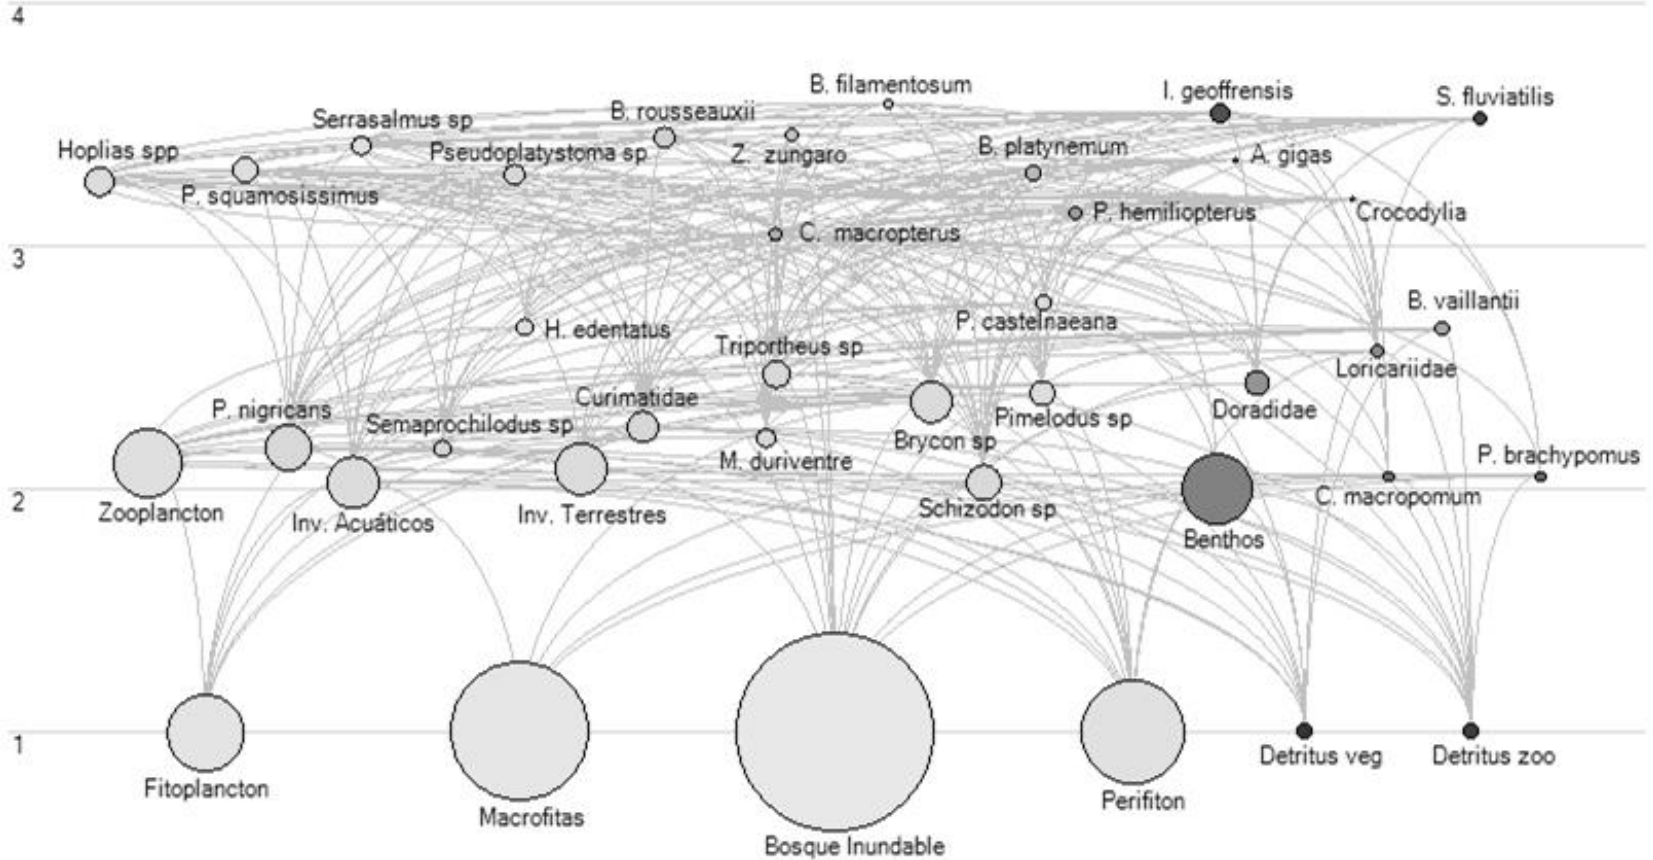 4
B. filamentosum
I. geoffrensis
S. fluviatilis
B. rousseauxii
Serrasalmus sp
Hoplias spp
Pseudoplatystoma sp
Z. zungaro
B. platynemum
A. gigas
P. squamosissimus
P. hemiliopterus
Crocodylia
C. macropterus
3
B. vaillantii
P. castelnaeana
H. edentatus
Triportheus sp
Loricariidae
Curimatidae
P. nigricans
Semaprochilodus sp
Doradidae
Pimelodus sp
Brycon sp
M. duriventre
P. brachypomus
2
C. macropomum
Zooplancton
Inv. Acuáticos
Inv. Terrestres
Schizodon sp
Benthos
1
Detritus veg
Detritus zoo
Fitoplancton
Perifiton
Macrofitas
Bosque Inundable